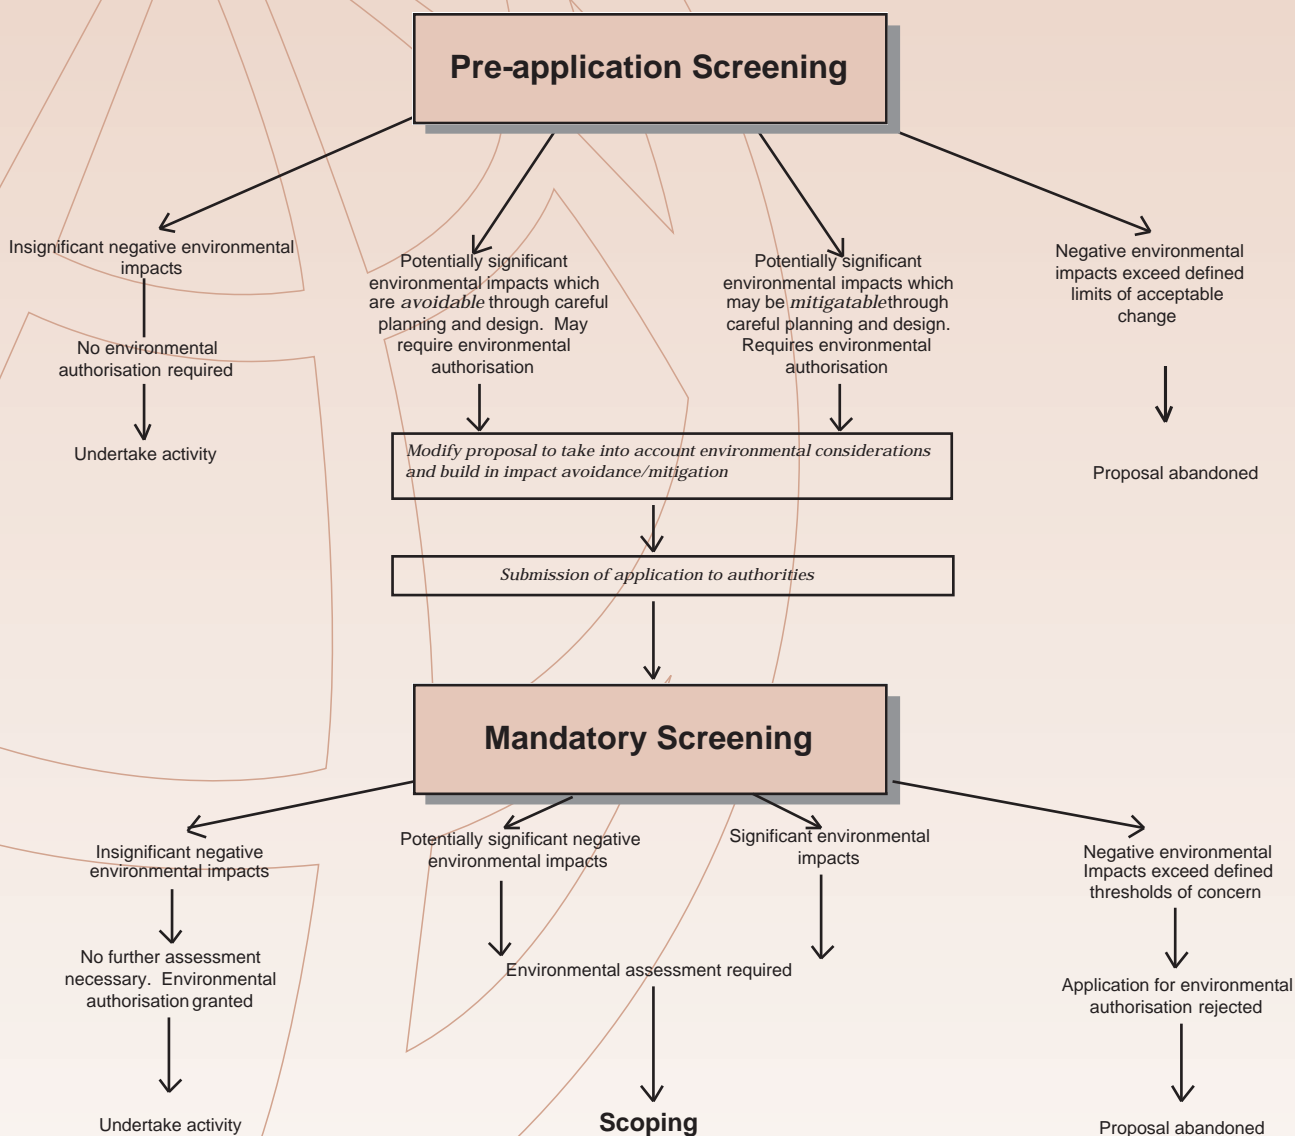 Pre-application Screening
Insignificant negative environmental
impacts
No environmental
authorisation required
Undertake activity
Potentially significant
environmental impacts which
are avoidable through careful
planning and design. May
require environmental
authorisation
Potentially significant
environmental impacts which
may be mitigatable through
careful planning and design.
Requires environmental
authorisation
Negative environmental
impacts exceed defined
limits of acceptable
change
Proposal abandoned
Modify proposal to take into account environmental considerations
and build in impact avoidance/mitigation
Submission of application to authorities
Mandatory Screening
Insignificant negative
environmental impacts
No further assessment
necessary. Environmental
authorisation granted
Undertake activity
Potentially significant negative
environmental impacts
Significant environmental
impacts
Environmental assessment required
Scoping
Negative environmental
Impacts exceed defined
thresholds of concern
Application for environmental
authorisation rejected
Proposal abandoned